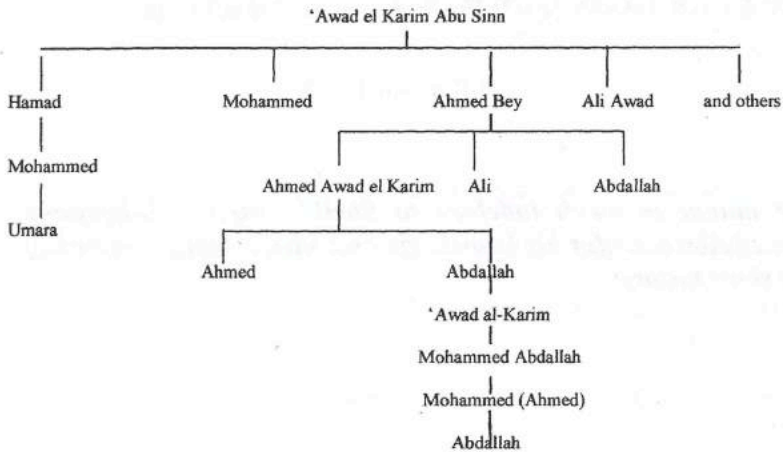 ‘Awad el Karim Abu Sinn
Hamad Mohammed Ahmed Bey Ali Awad and others
Mohammed
Ahmed Awad el Karim Ali Abdallah
Umara
Ahmed Abdallah
‘Awad al-Karim
Mohammed Abdallah
Mohammed (Ahmed)
Abdallah